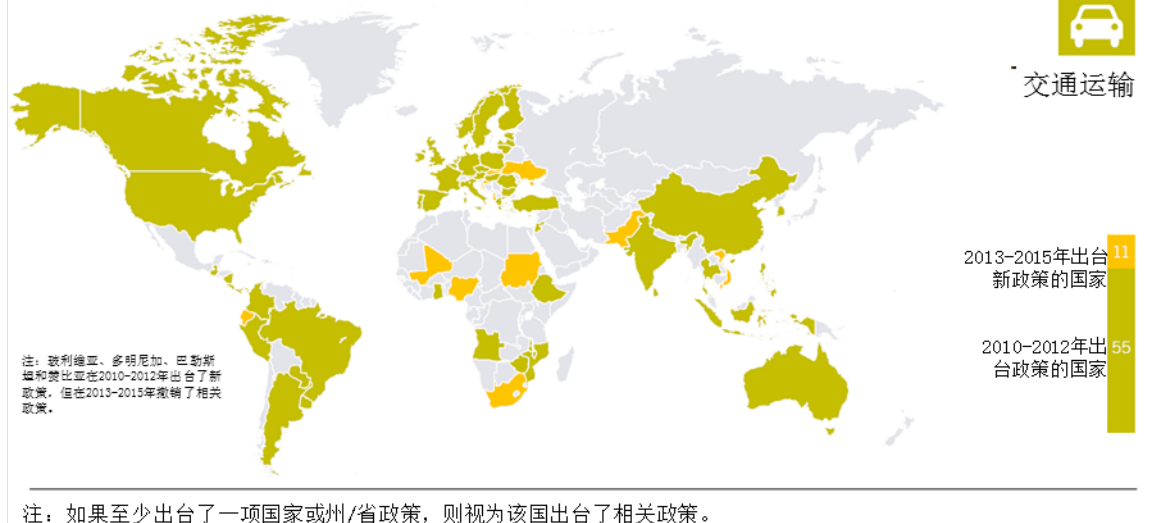 交通运输
2013-2015年出台
新政策的国家
11
2010-2012年出
台政策的国家
55
注：玻利维亚、多明尼加、巴勒斯
坦和赞比亚在2010-2012年出台了新
政策，但在2013-2015年撤销了相关
政策。
注：如果至少出台了一项国家或州/省政策，则视为该国出台了相关政策。